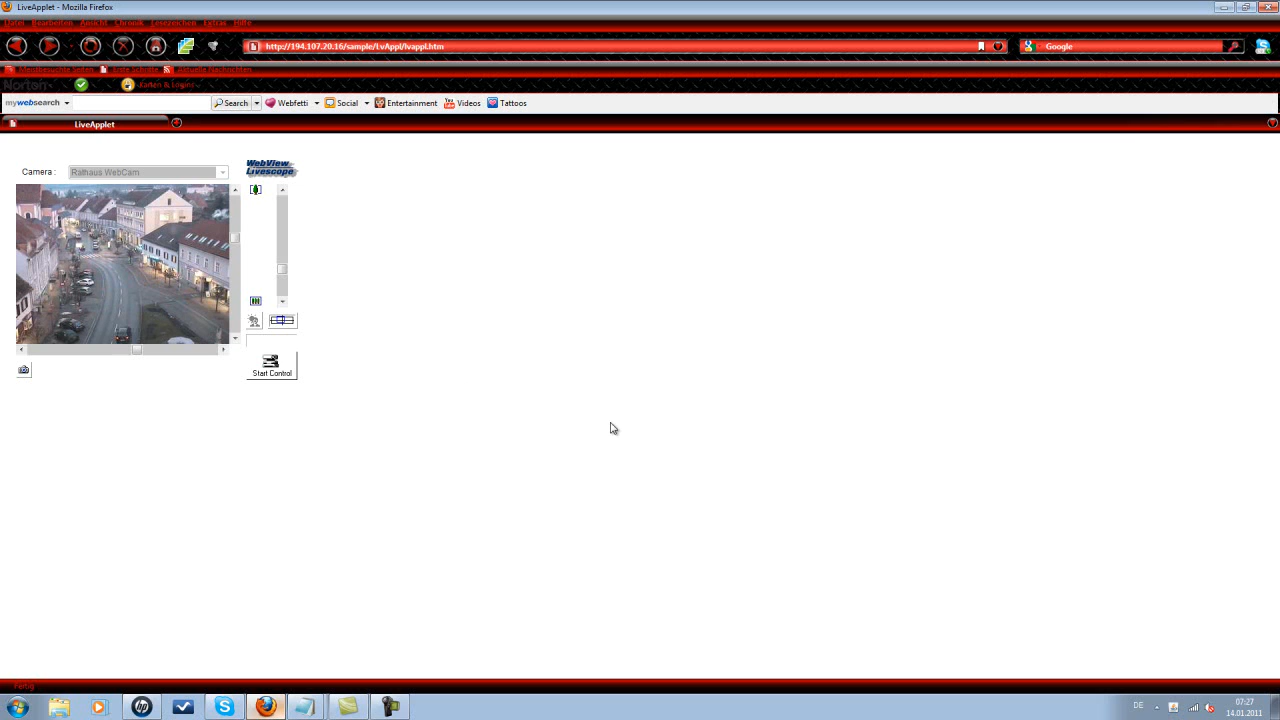 LiveApplet - Mozilla Firefox
Datei Bearbeiten Ansicht Chronik Lesezeichen Extras Hilfe
http://194.107.20.16/sample/LvAppl/lvappl.htm
Google
Meistbesuchte Seiten Erste Schritte Aktuelle Nachrichten
Norton Karten & Logins
mywebsearch Search Webfetti Social Entertainment Videos Tattoos
LiveApplet
Camera : Rathaus WebCam
WebView
Livescope
Start Control
Fertig
DE
07:27
14.01.2011